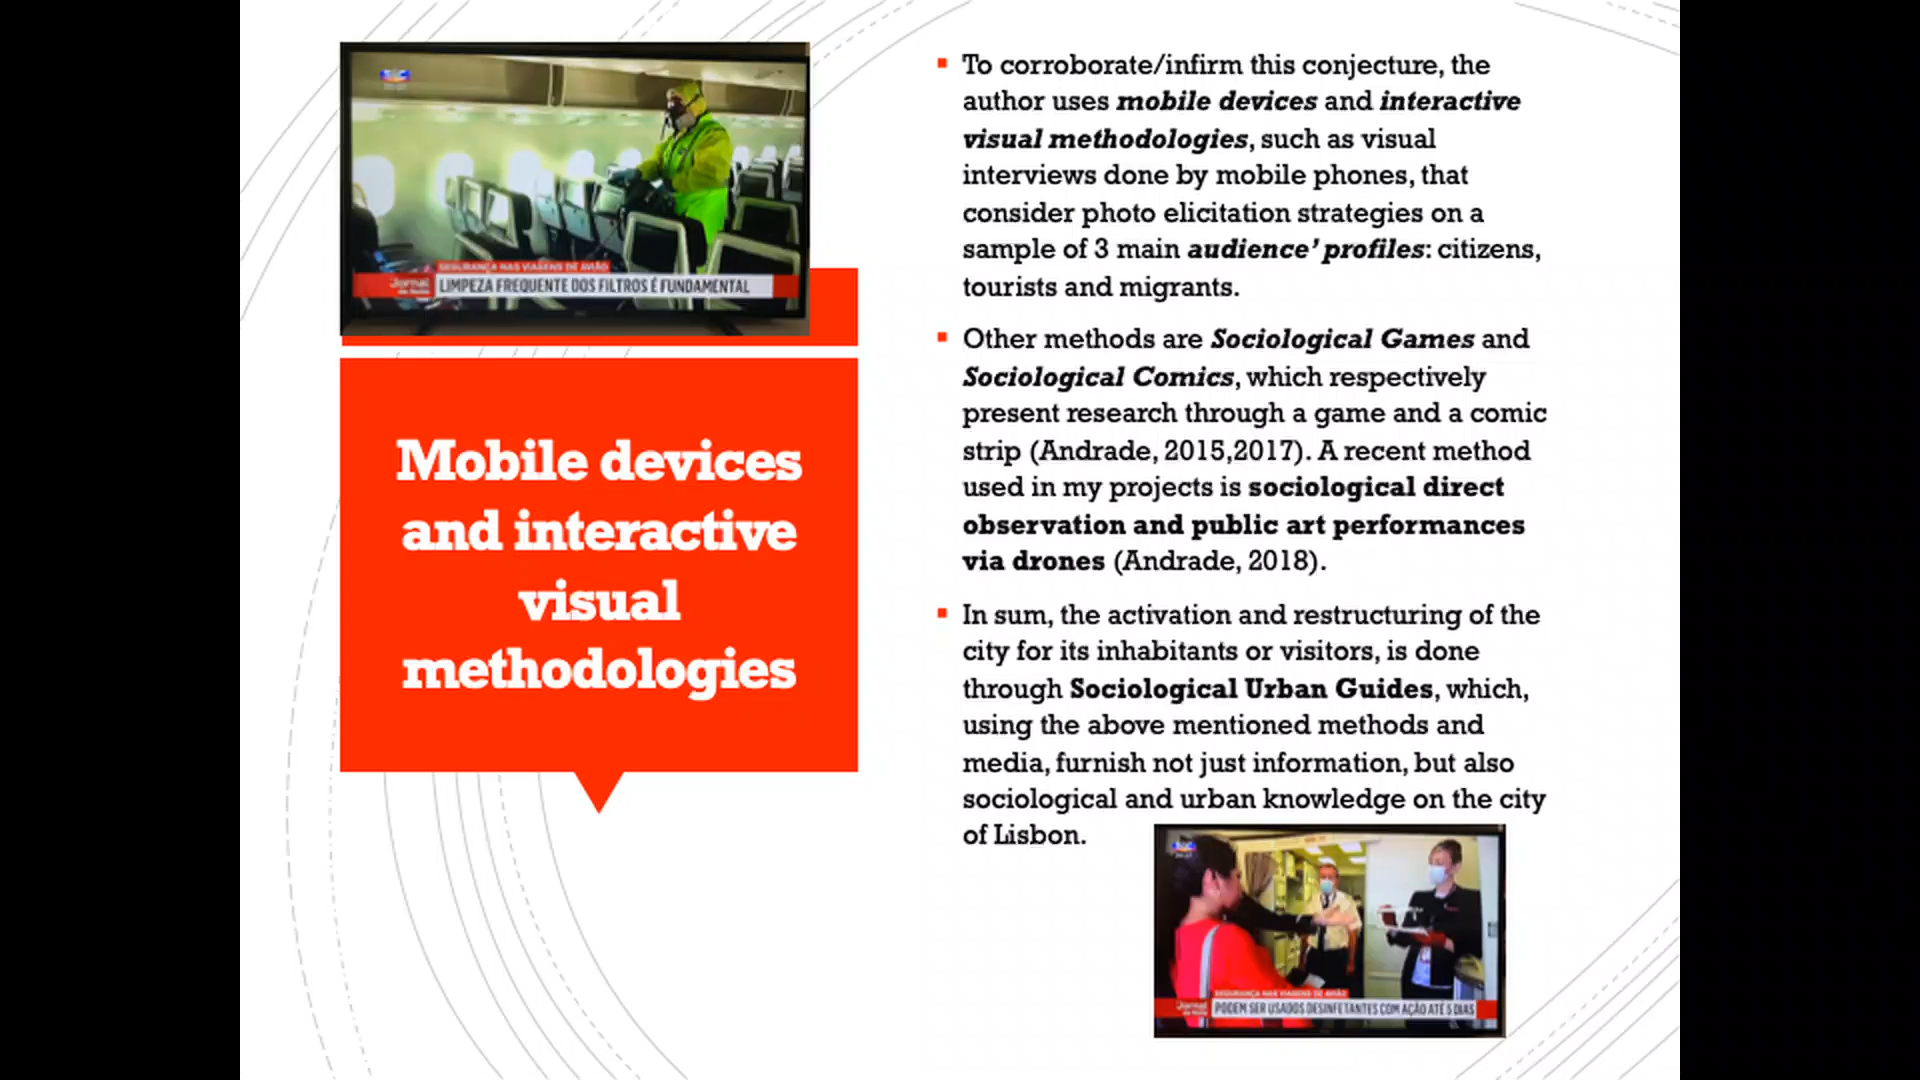 SEGURANÇA NAS VIAGENS DE AVIÃO
Jornal
LIMPEZA FREQUENTE DOS FILTROS É FUNDAMENTAL
Mobile devices
and interactive
visual
methodologies
To corroborate/infirm this conjecture, the
author uses mobile devices and interactive
visual methodologies, such as visual
interviews done by mobile phones, that
consider photo elicitation strategies on a
sample of 3 main audience’ profiles: citizens,
tourists and migrants.
Other methods are Sociological Games and
Sociological Comics, which respectively
present research through a game and a comic
strip (Andrade, 2015,2017). A recent method
used in my projects is sociological direct
observation and public art performances
via drones (Andrade, 2018).
In sum, the activation and restructuring of the
city for its inhabitants or visitors, is done
through Sociological Urban Guides, which,
using the above mentioned methods and
media, furnish not just information, but also
sociological and urban knowledge on the city
of Lisbon.
SEGURANÇA NAS VIAGENS DE AVIÃO
Jornal
PODEM SER USADOS DESINFETANTES COM AÇÃO ATÉ 5 DIAS